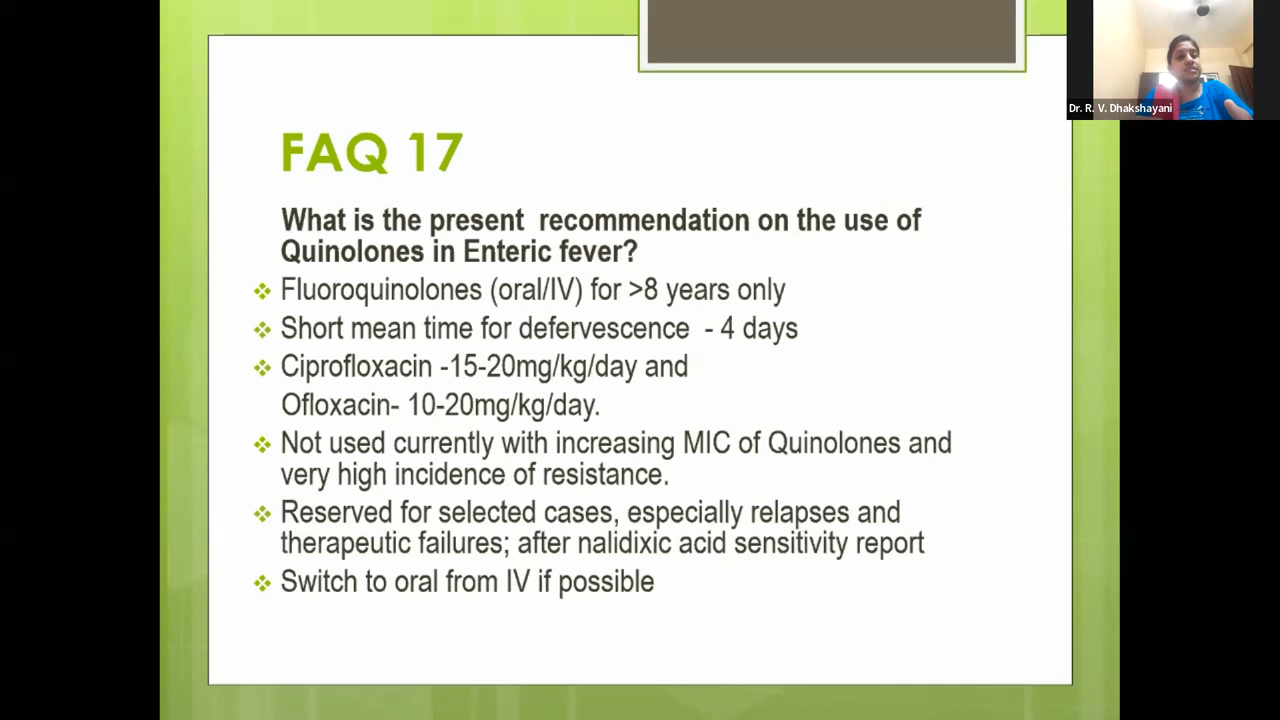 Dr. R. V. Dhakshayani
FAQ 17
What is the present recommendation on the use of
Quinolones in Enteric fever?
Fluoroquinolones (oral/IV) for >8 years only
Short mean time for defervescence - 4 days
Ciprofloxacin -15-20mg/kg/day and
Ofloxacin- 10-20mg/kg/day.
Not used currently with increasing MIC of Quinolones and
very high incidence of resistance.
Reserved for selected cases, especially relapses and
therapeutic failures; after nalidixic acid sensitivity report
Switch to oral from IV if possible